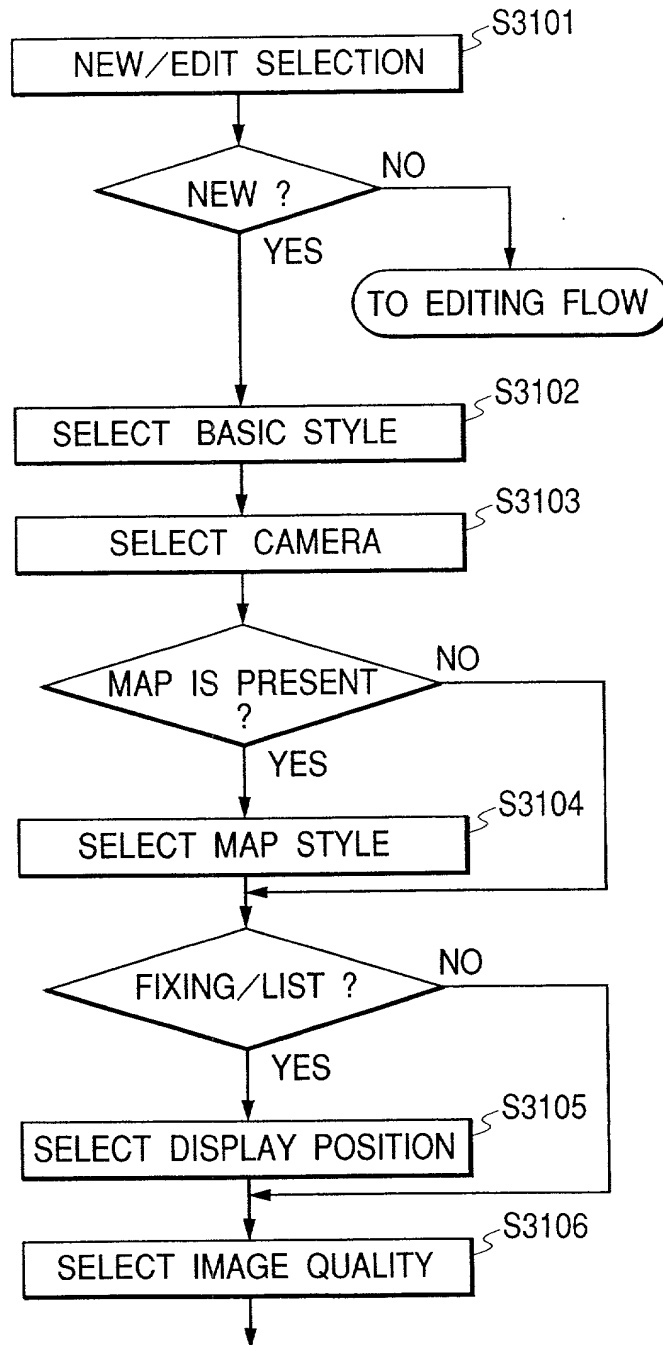 S3101
NEW/EDIT SELECTION
NEW ?
NO
YES
TO EDITING FLOW
S3102
SELECT BASIC STYLE
S3103
SELECT CAMERA
MAP IS PRESENT
?
NO
YES
S3104
SELECT MAP STYLE
FIXING/LIST ?
NO
YES
S3105
SELECT DISPLAY POSITION
S3106
SELECT IMAGE QUALITY